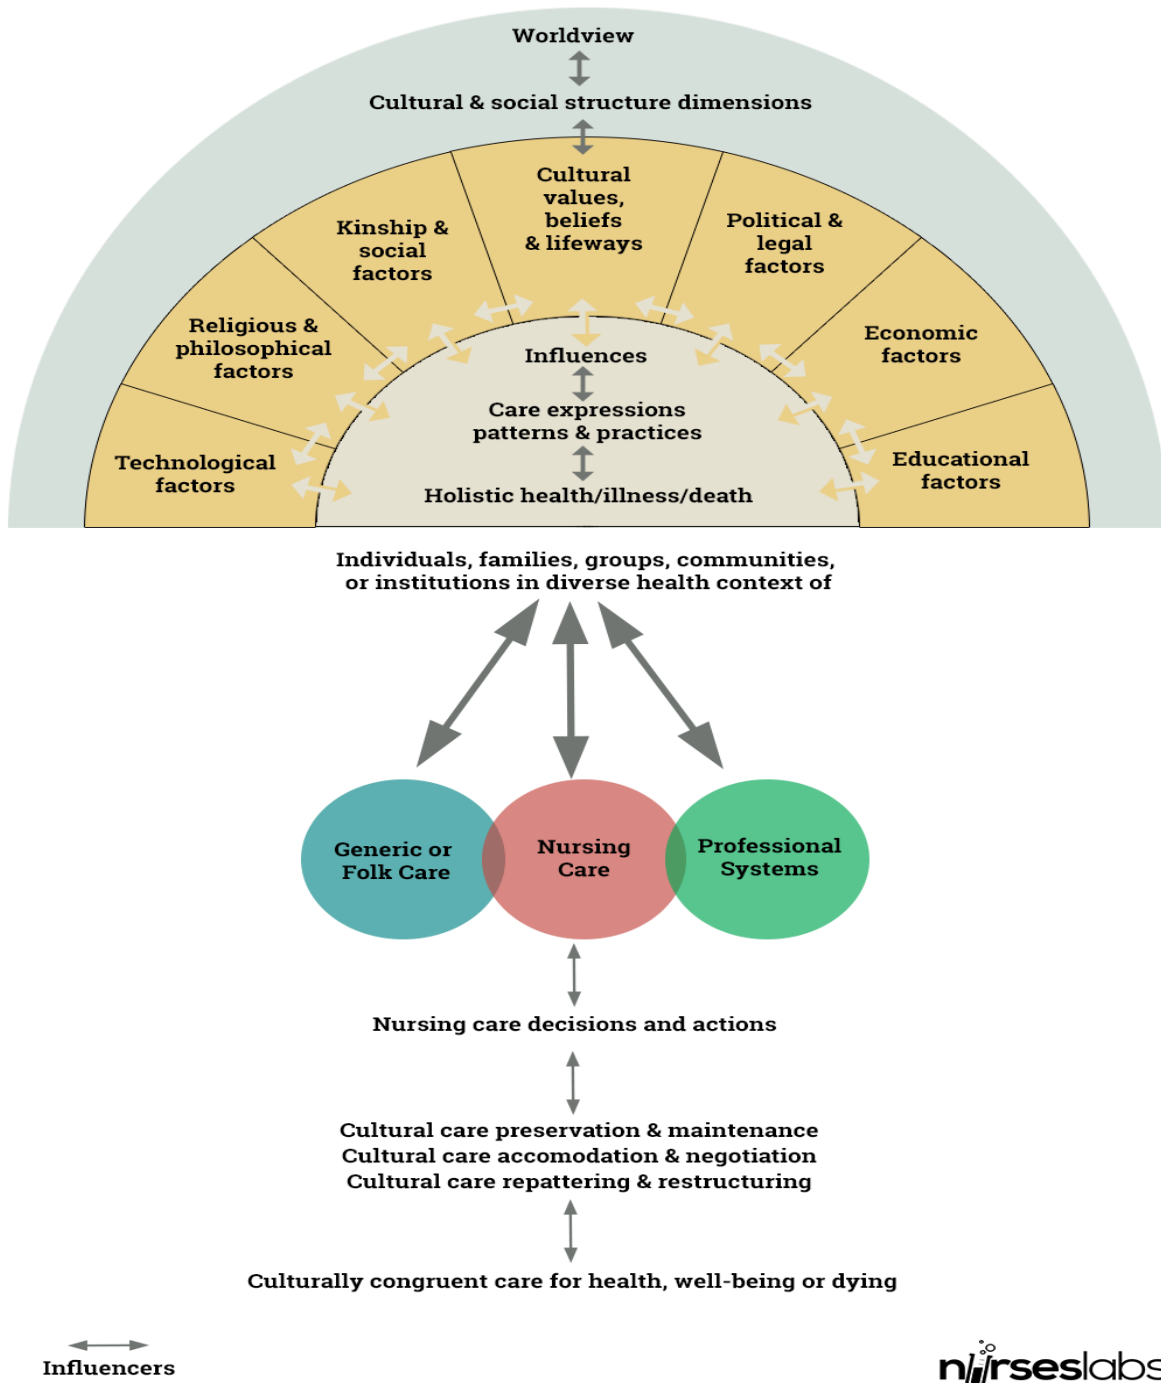 Worldview
Cultural & social structure dimensions
Cultural
values,
beliefs
& lifeways
Kinship &
social
factors
Political &
legal
factors
Religious &
philosophical
factors
Economic
factors
Technological
factors
Educational
factors
Influences
Care expressions
patterns & practices
Holistic health/illness/death
Individuals, families, groups, communities,
or institutions in diverse health context of
Generic or
Folk Care
Nursing
Care
Professional
Systems
Nursing care decisions and actions
Cultural care preservation & maintenance
Cultural care accomodation & negotiation
Cultural care repattering & restructuring
Culturally congruent care for health, well-being or dying
Influencers
nurseslabs